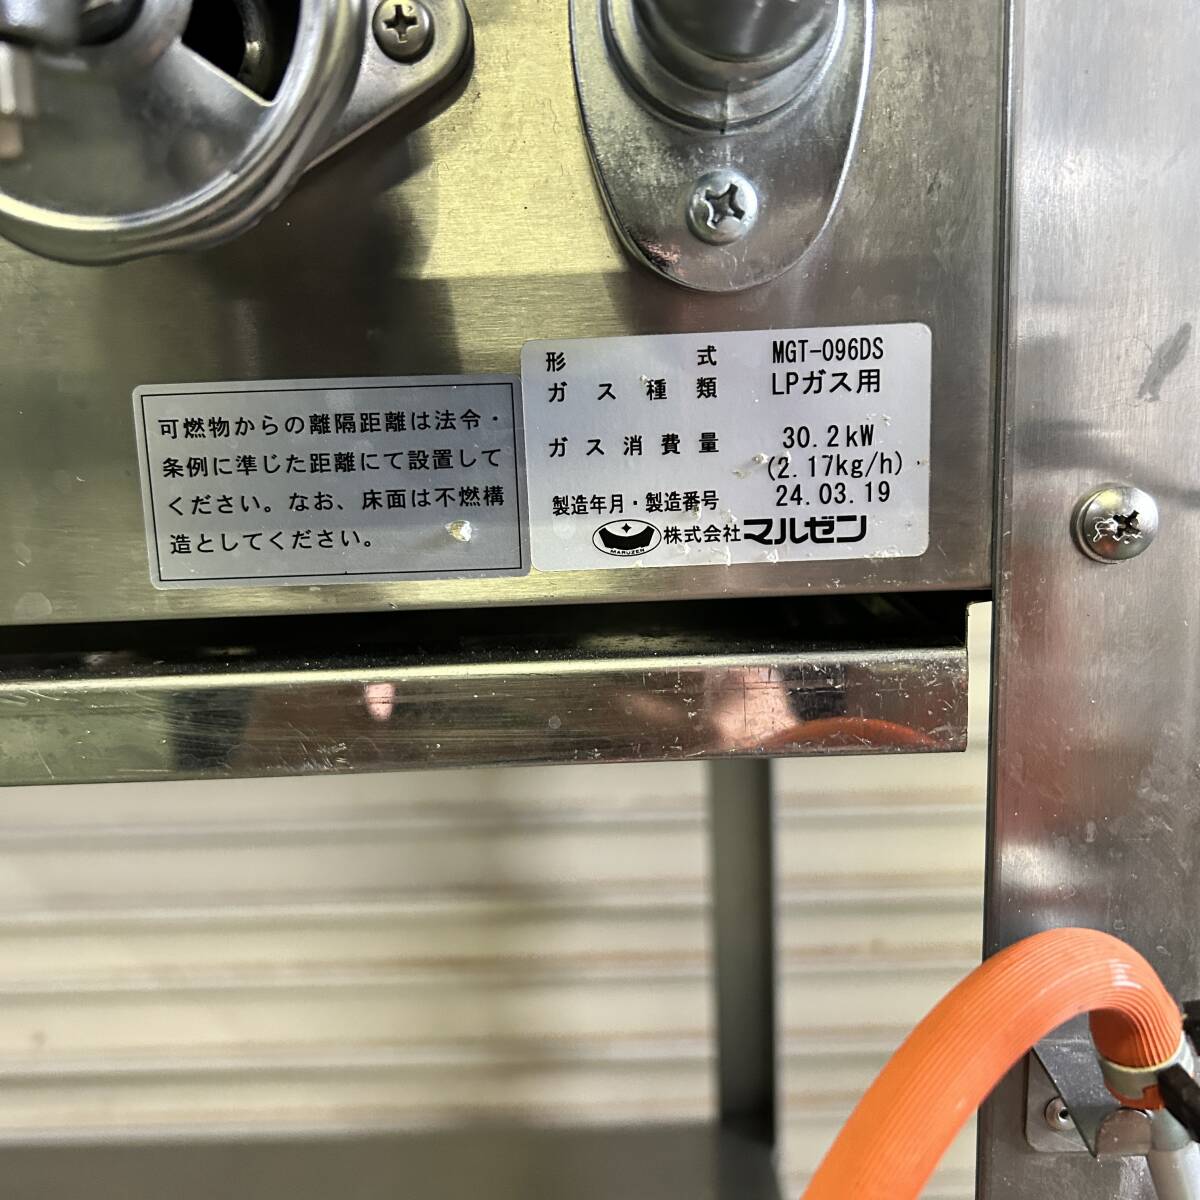 可燃物からの離隔距離は法令・
条例に準じた距離にて設置して
ください。なお、床面は不燃構
造としてください。
形式 MGT-096DS
ガス種類 LPガス用
ガス消費量 30.2kW
(2.17kg/h)
製造年月・製造番号 24.03.19
MARUZEN 株式会社マルゼン